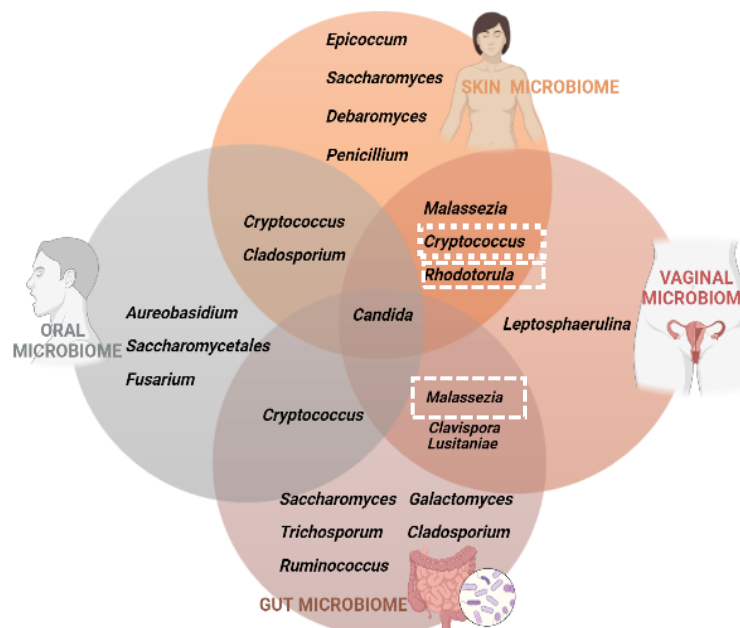 Epicoccum
SKIN MICROBIOME
Saccharomyces
Debaromyces
Penicillium
Malassezia
Cryptococcus
Cryptococcus
Cladosporium
Rhodotorula
VAGINAL
MICROBIOM
Aureobasidium
Candida
Leptosphaerulina
ORAL
MICROBIOME
Saccharomycetales
Fusarium
Malassezia
Cryptococcus
Clavispora
Lusitaniae
Saccharomyces Galactomyces
Trichosporum Cladosporium
Ruminococcus
GUT MICROBIOME